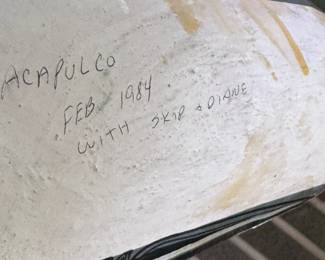 ACAPULCO
FEB 1984
WITH SKIP & DIANE